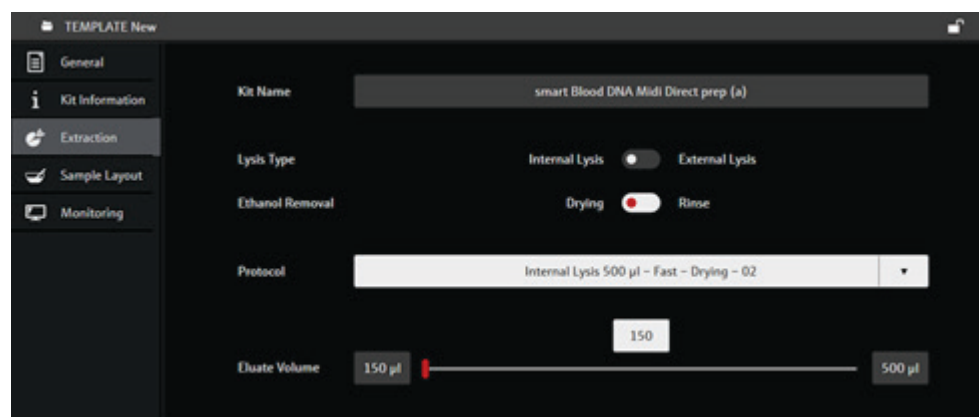 TEMPLATE New
General
Kit Information
Extraction
Sample Layout
Monitoring
Kit Name smart Blood DNA Midi Direct prep (a)
Lysis Type Internal Lysis External Lysis
Ethanol Removal Drying Rinse
Protocol Internal Lysis 500 µl – Fast – Drying – 02
150
Eluate Volume 150 µl 500 µl